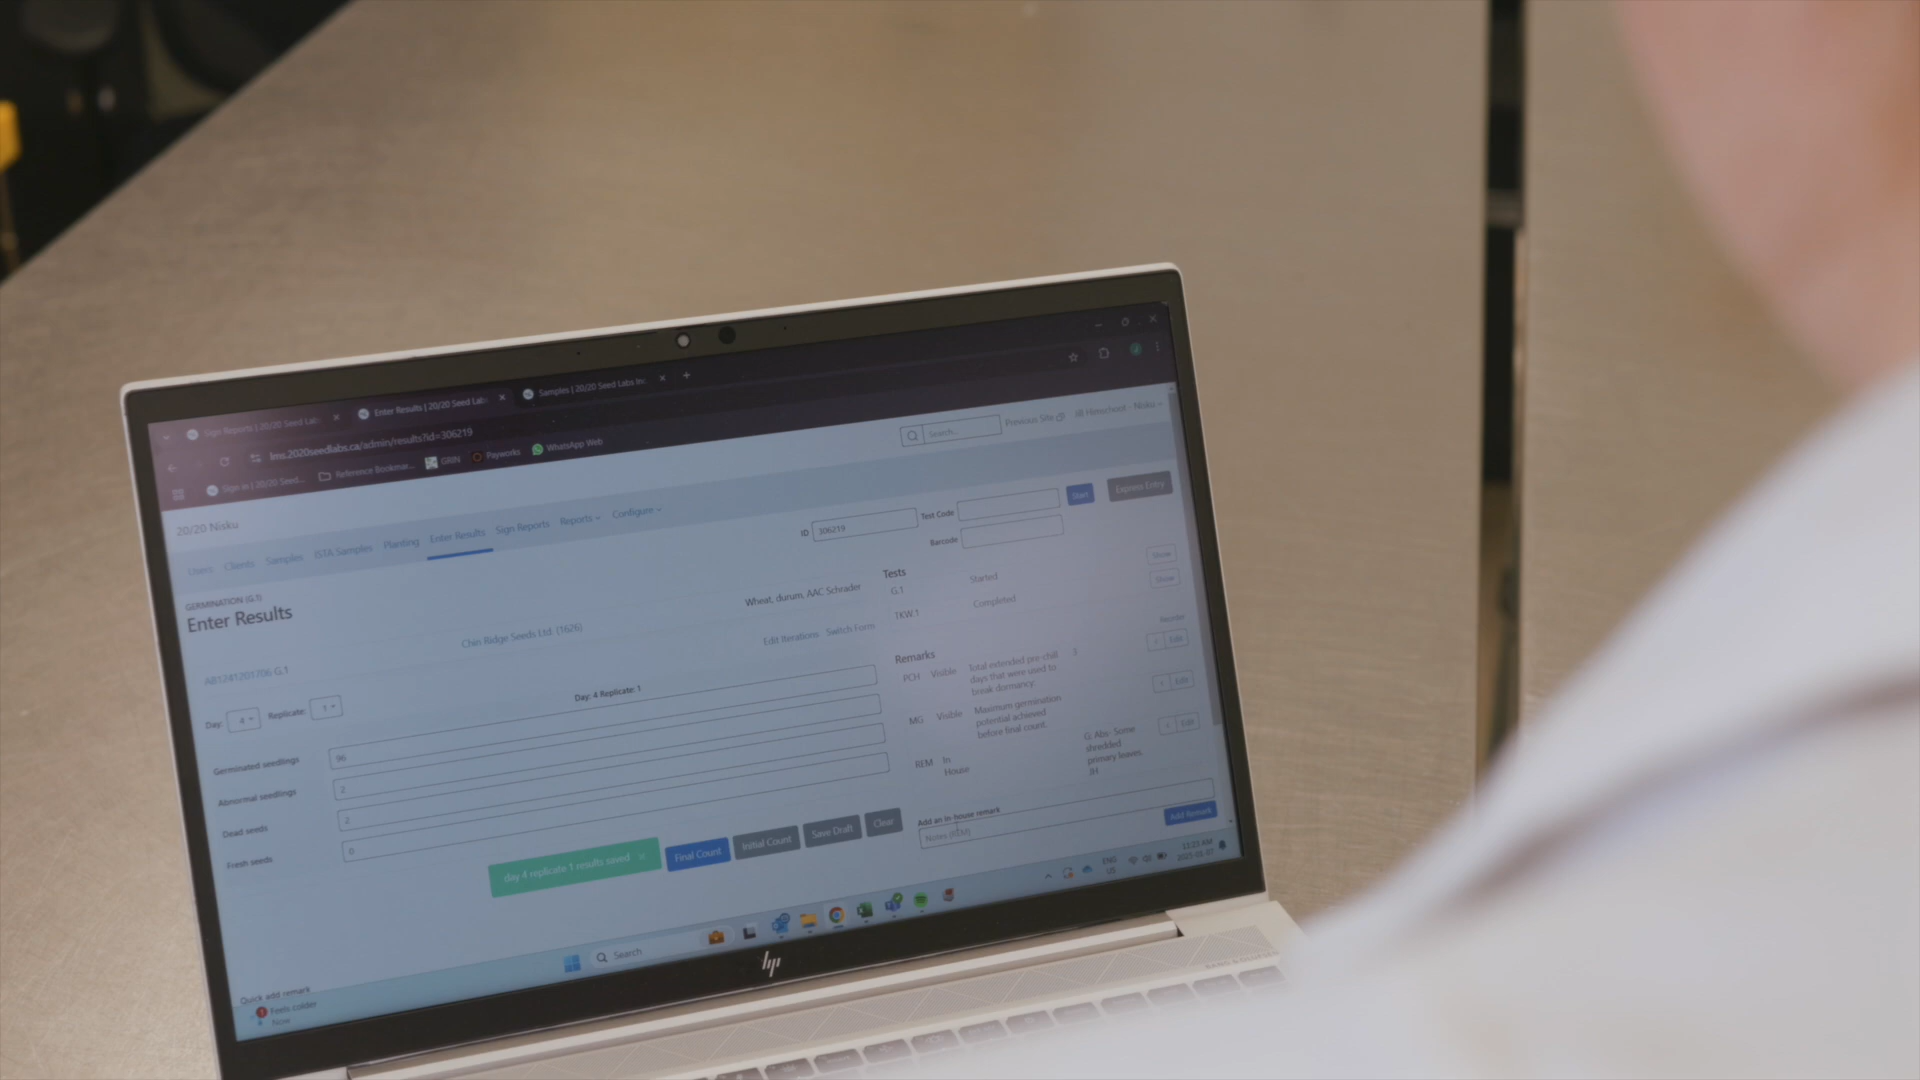 Sign Reports | 20/20 Seed Lab
Enter Results | 20/20 Seed Lab
Samples | 20/20 Seed Labs Inc.
lms.2020seedlabs.ca/admin/results?id=306219
Sign in | 20/20 Seed...
Reference Bookmar...
GRIN
Payworks
WhatsApp Web
20/20 Nisku
Search...
Previous Site
Users Clients Samples ISTA Samples Planting Enter Results Sign Reports Reports Configure
ID 306219
Test Code
Start
Express Entry
Barcode
GERMINATION (G.1)
Enter Results
Chin Ridge Seeds Ltd. (1626)
Wheat, durum, AAC Schrader
AB1241201706 G.1
Edit Iterations Switch Form
Day: 4 Replicate: 1
Day: 4 Replicate: 1
Germinated seedlings 96
Abnormal seedlings 2
Dead seeds 2
Fresh seeds 0
day 4 replicate 1 results saved
Final Count
Initial Count
Save Draft
Clear
Tests
G.1 Started Show
TKW.1 Completed Show
Remarks
Reorder
PCH Visible Total extended pre-chill 3 Edit
days that were used to
break dormancy.
MG Visible Maximum germination Edit
potential achieved
before final count.
REM In G: Abs- Some Edit
House shredded
primary leaves.
JH
Add an in-house remark
Notes (REM)
Add Remark
Quick add remark
Feels colder
Now
Search
ENG
US
11:23 AM
2025-01-07
hp
BANG & OLUFSEN